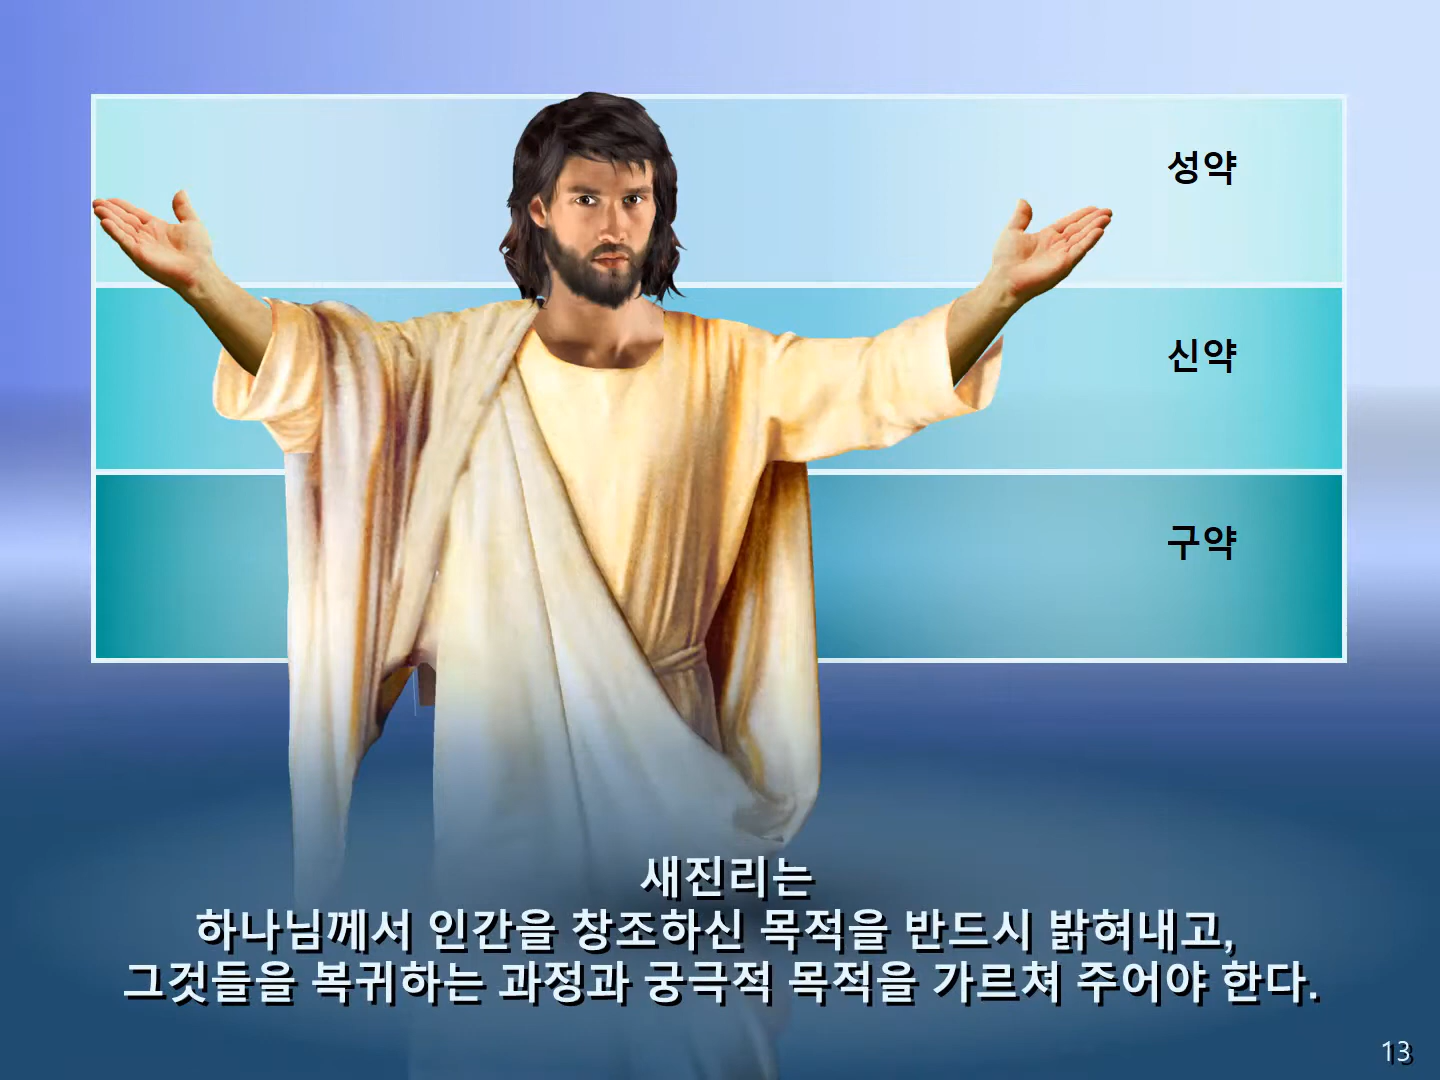 성약
신약
구약
새진리는
하나님께서 인간을 창조하신 목적을 반드시 밝혀내고,
그것들을 복귀하는 과정과 궁극적 목적을 가르쳐 주어야 한다.
13